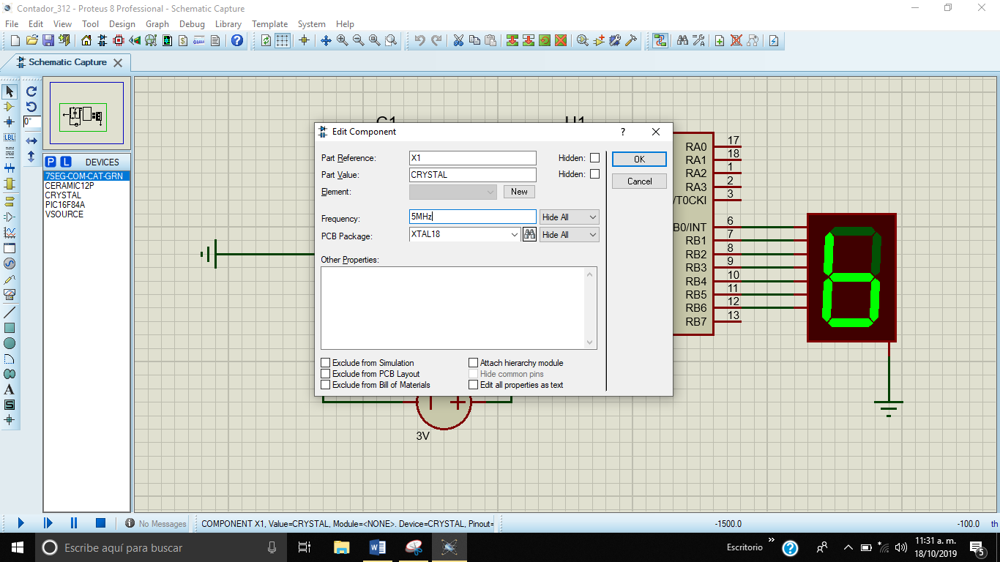 Contador_312 - Proteus 8 Professional - Schematic Capture
File Edit View Tool Design Graph Debug Library Template System Help
Schematic Capture
0°
LBL
P L DEVICES
7SEG-COM-CAT-GRN
CERAMIC12P
CRYSTAL
PIC16F84A
VSOURCE
A
S
C1
U1
Edit Component
?
Part Reference: X1 Hidden:
Part Value: CRYSTAL Hidden:
Element: New
Frequency: 5MHz Hide All
PCB Package: XTAL18 Hide All
Other Properties:
Exclude from Simulation Attach hierarchy module
Exclude from PCB Layout Hide common pins
Exclude from Bill of Materials Edit all properties as text
OK
Cancel
RA0 17
RA1 18
RA2 1
RA3 2
/T0CKI 3
B0/INT 6
RB1 7
RB2 8
RB3 9
RB4 10
RB5 11
RB6 12
RB7 13
3V
No Messages COMPONENT X1, Value=CRYSTAL, Module=<NONE>. Device=CRYSTAL, Pinout= -1500.0 -100.0 th
Escribe aquí para buscar Escritorio 11:31 a. m.
18/10/2019 5